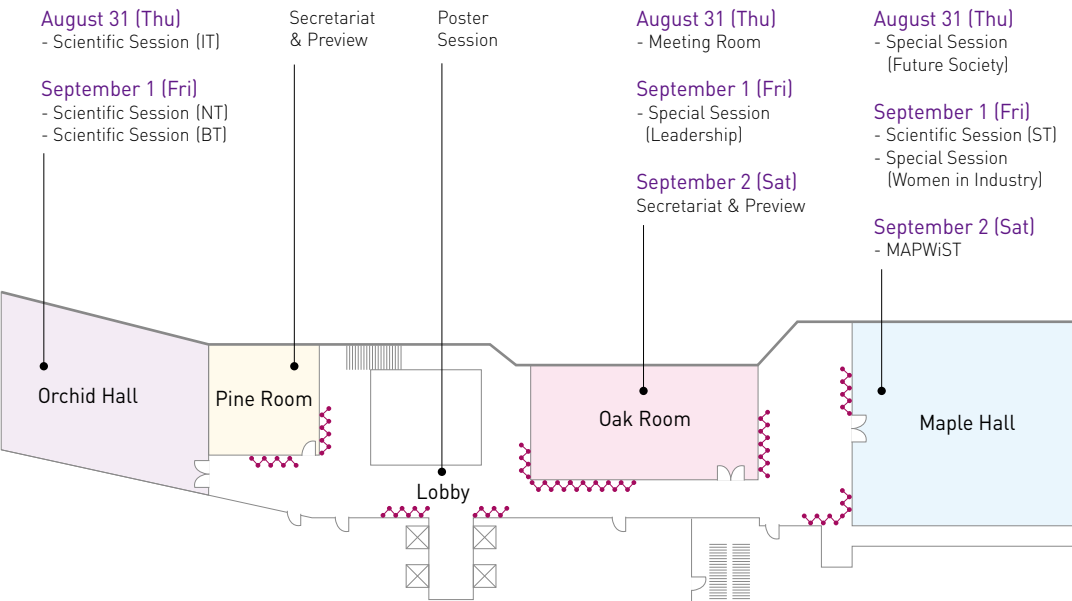 August 31 (Thu)
- Scientific Session (IT)
September 1 (Fri)
- Scientific Session (NT)
- Scientific Session (BT)
Secretariat
& Preview
Poster
Session
August 31 (Thu)
- Meeting Room
September 1 (Fri)
- Special Session
(Leadership)
September 2 (Sat)
Secretariat & Preview
August 31 (Thu)
- Special Session
(Future Society)
September 1 (Fri)
- Scientific Session (ST)
- Special Session
(Women in Industry)
September 2 (Sat)
- MAPWiST
Orchid Hall
Pine Room
Lobby
Oak Room
Maple Hall